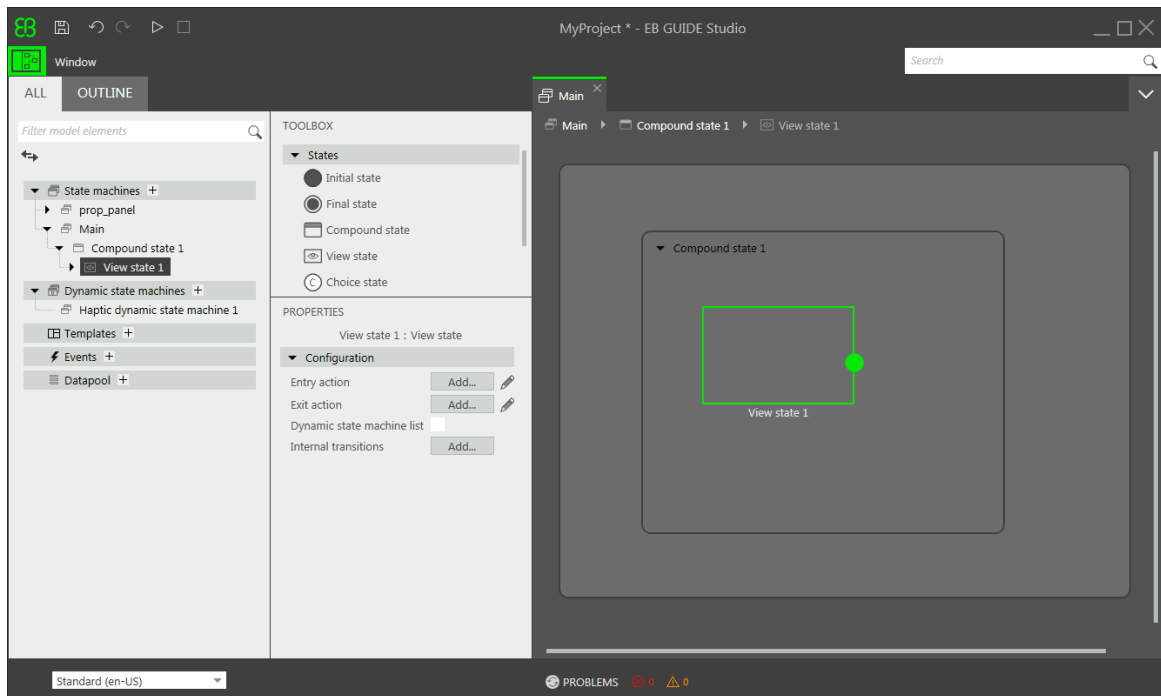 MyProject * - EB GUIDE Studio
Window
Search
ALL
OUTLINE
Filter model elements
State machines +
prop_panel
Main
Compound state 1
View state 1
Dynamic state machines +
Haptic dynamic state machine 1
Templates +
Events +
Datapool +
TOOLBOX
States
Initial state
Final state
Compound state
View state
C Choice state
PROPERTIES
View state 1 : View state
Configuration
Entry action Add...
Exit action Add...
Dynamic state machine list
Internal transitions Add...
Main
Main Compound state 1 View state 1
Compound state 1
View state 1
Standard (en-US)
PROBLEMS 0 0